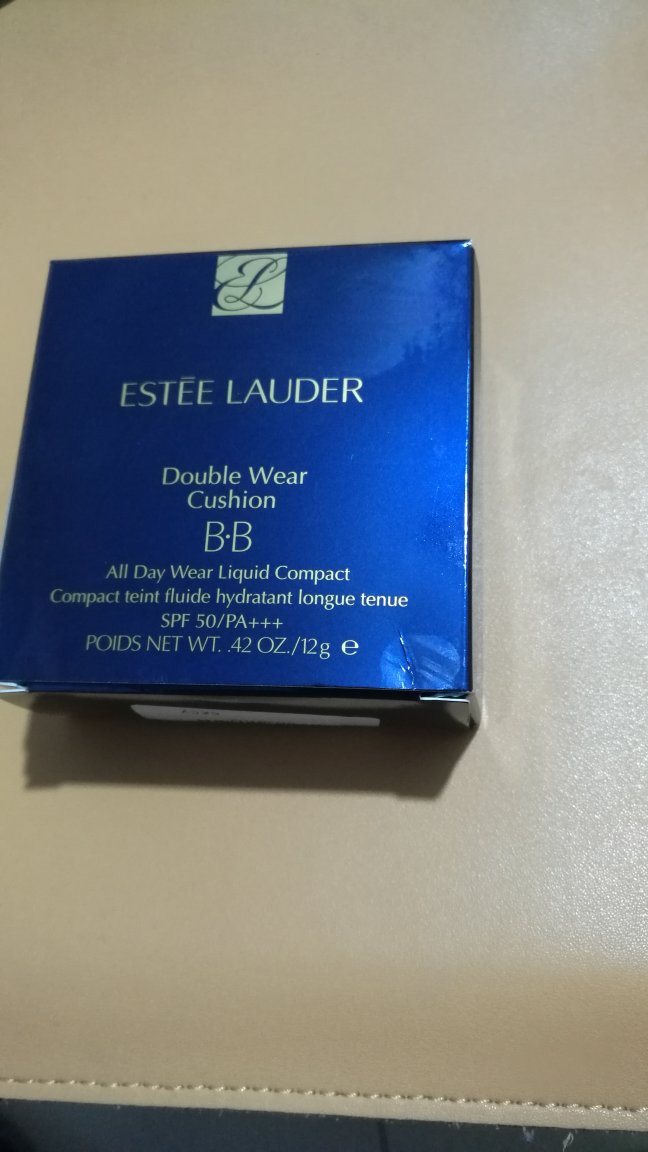 EL
ESTĒE LAUDER
Double Wear
Cushion
B·B
All Day Wear Liquid Compact
Compact teint fluide hydratant longue tenue
SPF 50/PA+++
POIDS NET WT. .42 OZ./12g e